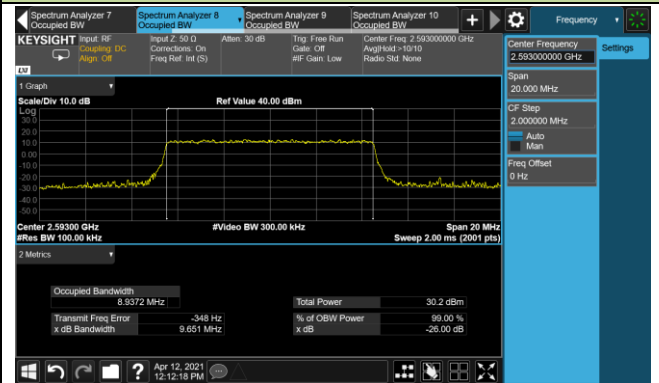 Spectrum Analyzer 7
Occupied BW
Spectrum Analyzer 8
Occupied BW
Spectrum Analyzer 9
Occupied BW
Spectrum Analyzer 10
Occupied BW
+
Frequency
KEYSIGHT
Input: RF
Coupling: DC
Align: Off
Input Z: 50 Ω
Corrections: On
Freq Ref: Int (S)
Atten: 30 dB
Trig: Free Run
Gate: Off
#IF Gain: Low
Center Freq: 2.593000000 GHz
Avg|Hold:>10/10
Radio Std: None
LXI
Center Frequency
2.593000000 GHz
Settings
Span
20.000 MHz
CF Step
2.000000 MHz
Auto
Man
Freq Offset
0 Hz
1 Graph
Scale/Div 10.0 dB
Ref Value 40.00 dBm
Log
30.0
20.0
10.0
0.00
-10.0
-20.0
-30.0
-40.0
-50.0
Center 2.59300 GHz
#Video BW 300.00 kHz
Span 20 MHz
#Res BW 100.00 kHz
Sweep 2.00 ms (2001 pts)
2 Metrics
Occupied Bandwidth
8.9372 MHz
Total Power
30.2 dBm
Transmit Freq Error
-348 Hz
% of OBW Power
99.00 %
x dB Bandwidth
9.651 MHz
x dB
-26.00 dB
?
Apr 12, 2021
12:12:18 PM